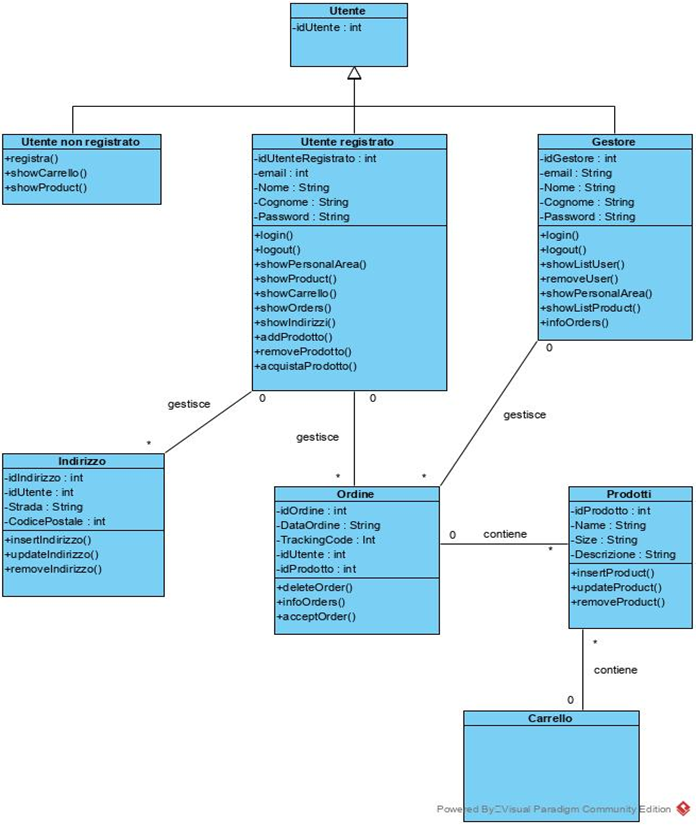 Utente
-idUtente : int
Utente non registrato
+registra()
+showCarrello()
+showProduct()
Utente registrato
-idUtenteRegistrato : int
-email : int
-Nome : String
-Cognome : String
-Password : String
+login()
+logout()
+showPersonalArea()
+showProduct()
+showCarrello()
+showOrders()
+showIndirizzi()
+addProdotto()
+removeProdotto()
+acquistaProdotto()
Gestore
-idGestore : int
-email : String
-Nome : String
-Cognome : String
-Password : String
+login()
+logout()
+showListUser()
+removeUser()
+showPersonalArea()
+showListProduct()
+infoOrders()
0
gestisce
*
0
gestisce
*
0
gestisce
*
Indirizzo
-idIndirizzo : int
-idUtente : int
-Strada : String
-CodicePostale : int
+insertIndirizzo()
+updateIndirizzo()
+removeIndirizzo()
Ordine
-idOrdine : int
-DataOrdine : String
-TrackingCode : Int
-idUtente : int
-idProdotto : int
+deleteOrder()
+infoOrders()
+acceptOrder()
0
contiene
*
Prodotti
-idProdotto : int
-Name : String
-Size : String
-Descrizione : String
+insertProduct()
+updateProduct()
+removeProduct()
*
contiene
0
Carrello
Powered By Visual Paradigm Community Edition